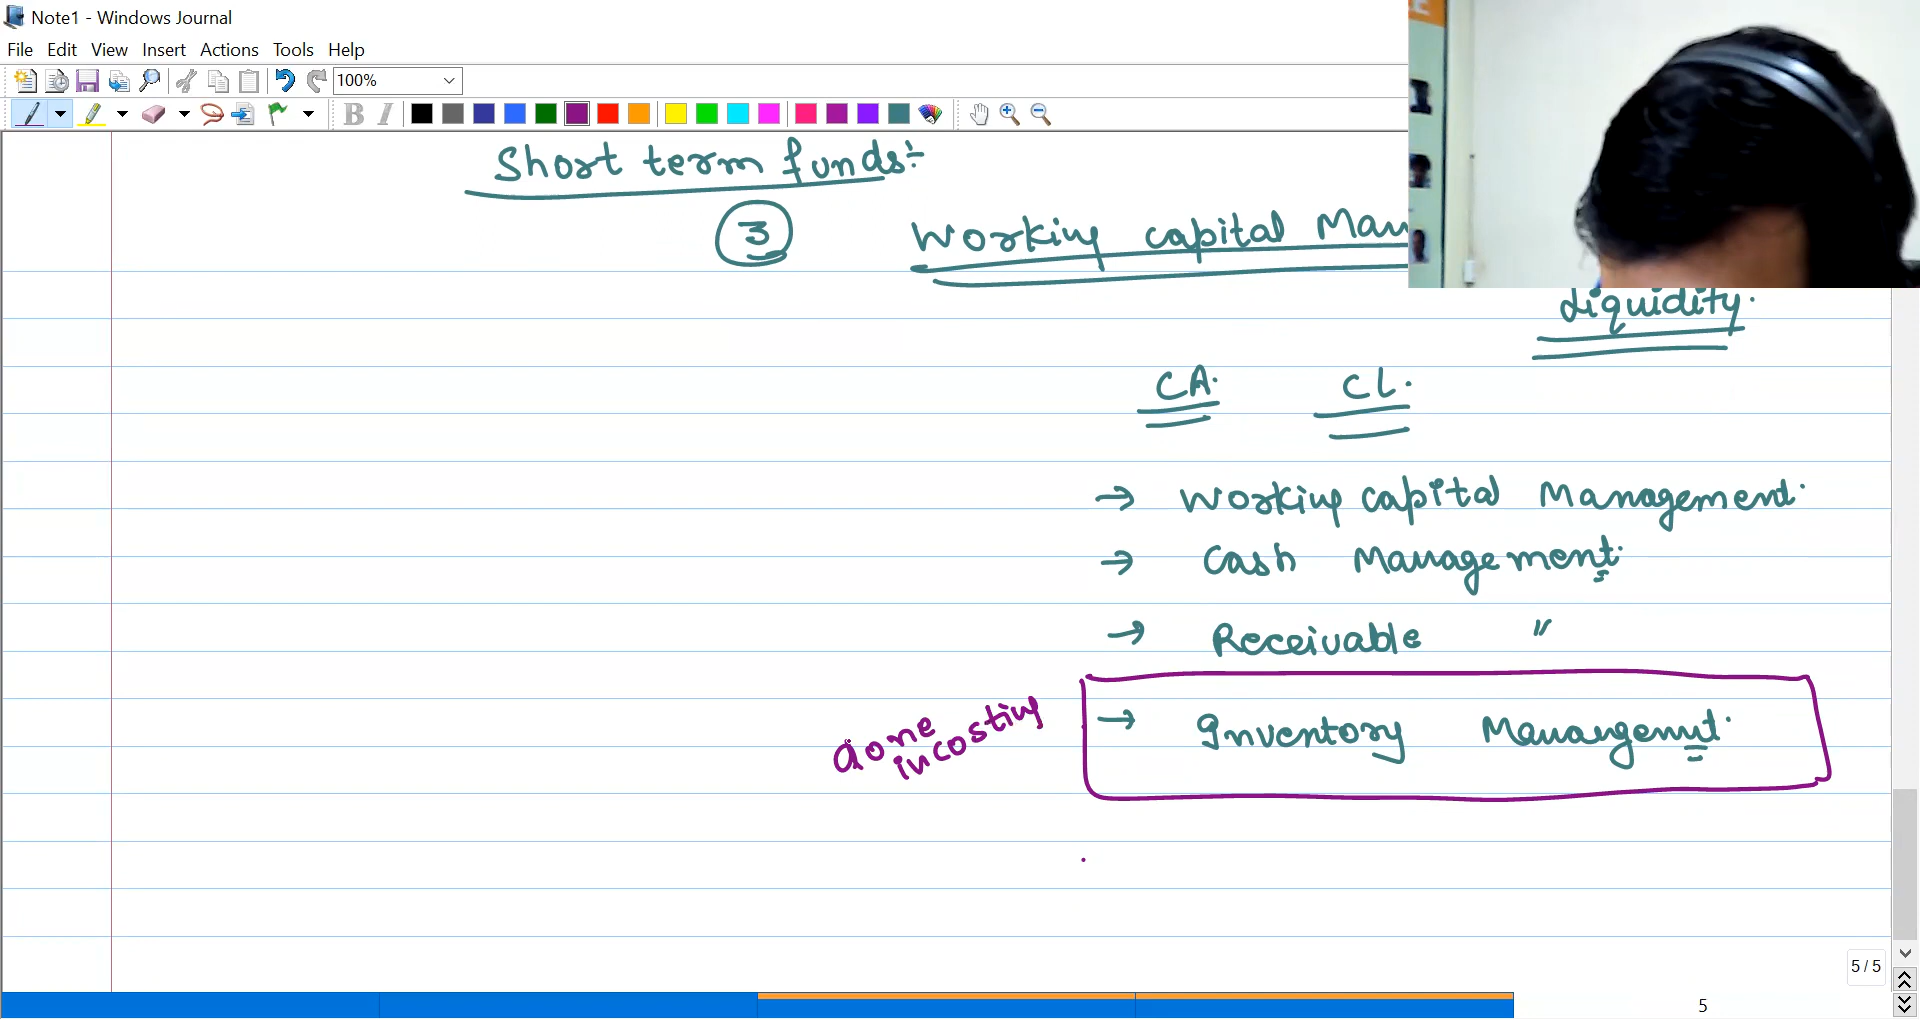 Note1 - Windows Journal
File Edit View Insert Actions Tools Help
100%
B I
Short term funds:-
3 Working capital Man
Liquidity.
CA. CL.
→ Working capital Management.
→ Cash Management.
→ Receivable "
→ Inventory Management.
done in costing
5 / 5
5